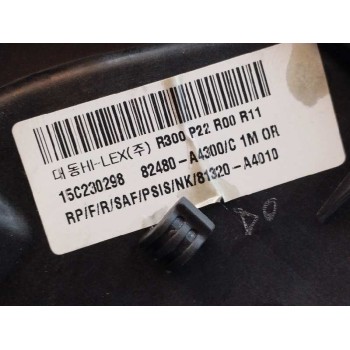 대동HI-LEX(주) R300 P22 R00 R11
15C230298 82480-A4300/C 1M OR
RP/F/R/SAF/PS/S/NK/81320-A4010